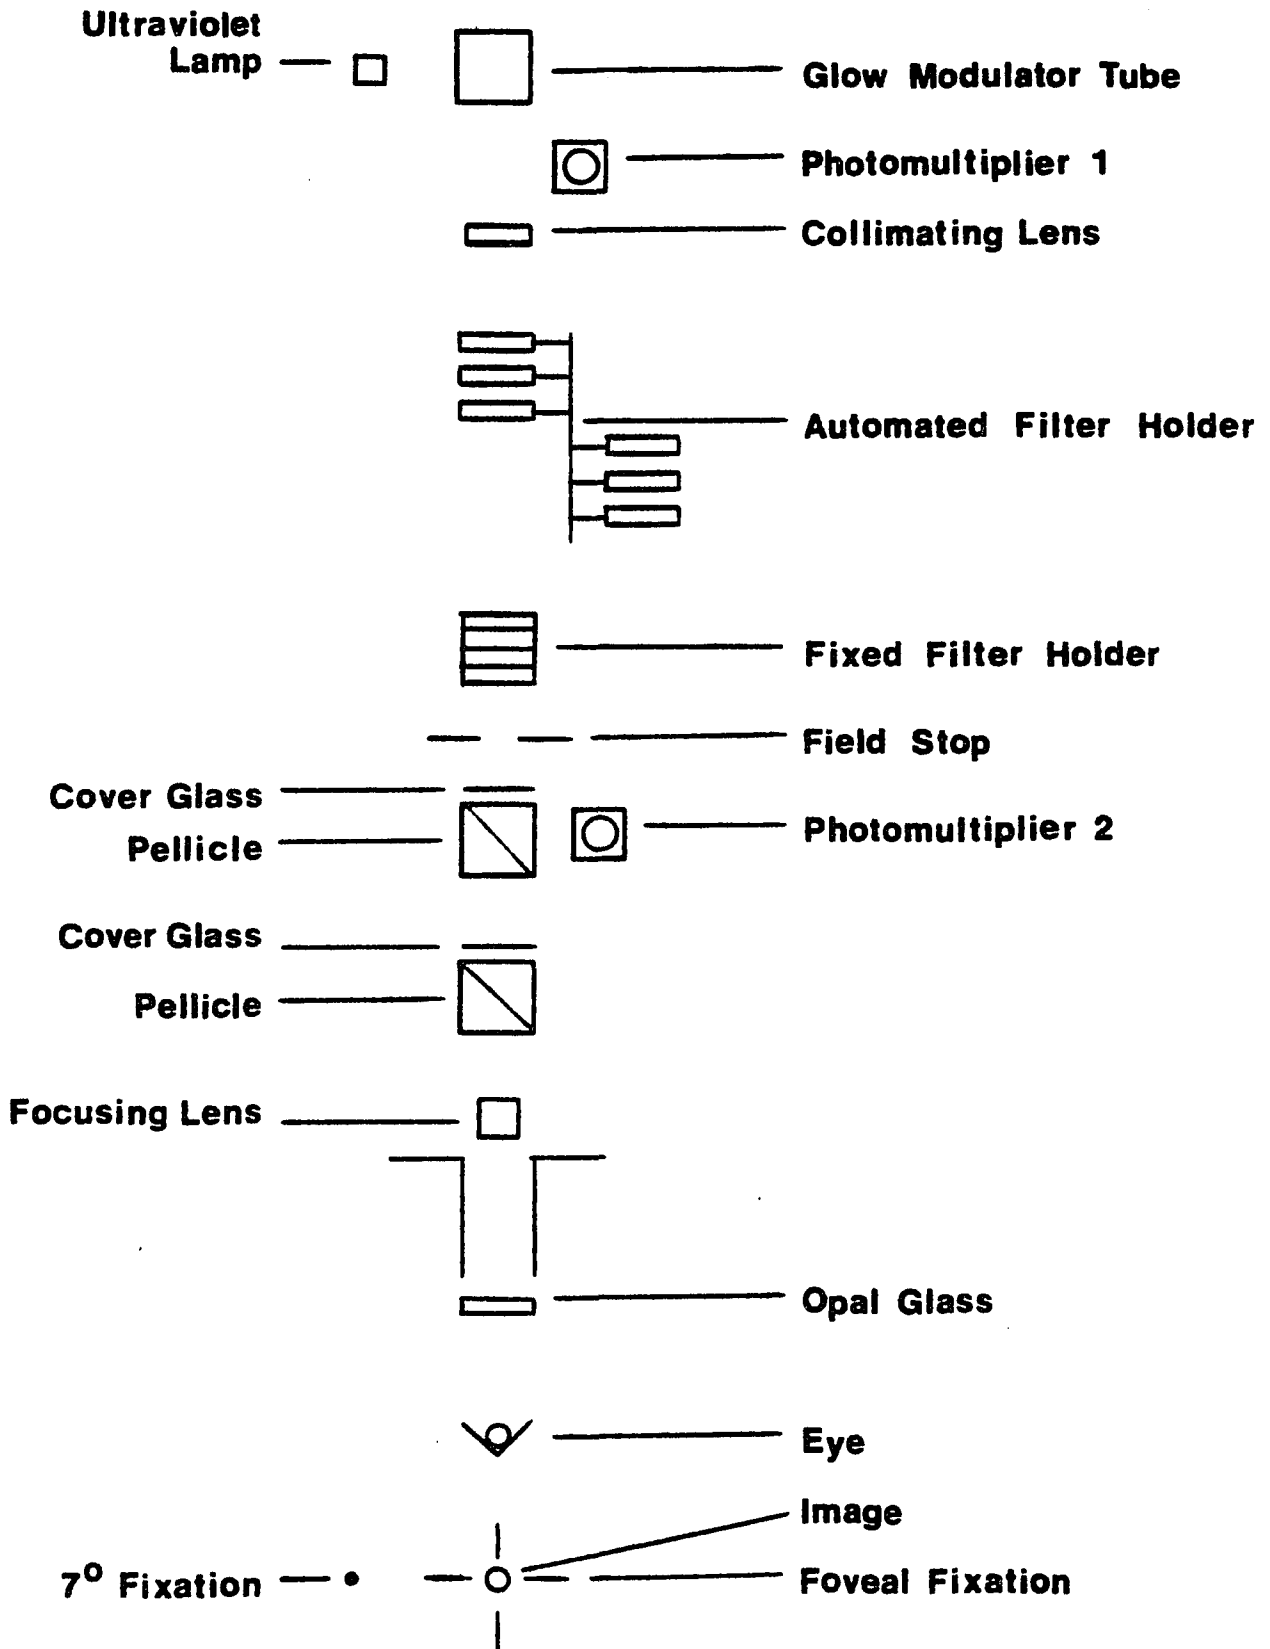 Ultraviolet
Lamp
Glow Modulator Tube
Photomultiplier 1
Collimating Lens
Automated Filter Holder
Fixed Filter Holder
Field Stop
Cover Glass
Pellicle
Photomultiplier 2
Cover Glass
Pellicle
Focusing Lens
Opal Glass
Eye
Image
7° Fixation
Foveal Fixation